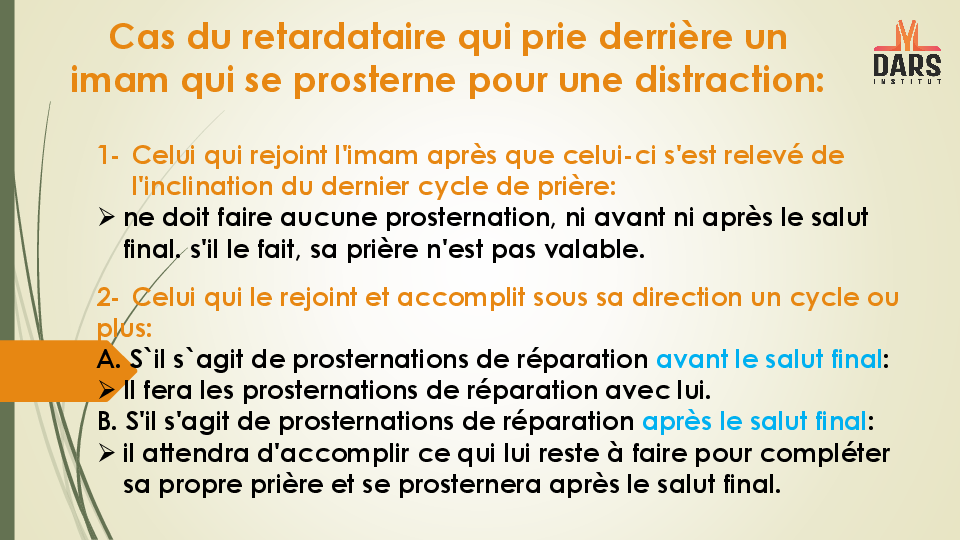 Cas du retardataire qui prie derrière un
imam qui se prosterne pour une distraction:
DARS
INSTITUT
1- Celui qui rejoint l'imam après que celui-ci s'est relevé de
l'inclination du dernier cycle de prière:
➢ ne doit faire aucune prosternation, ni avant ni après le salut
final. s'il le fait, sa prière n'est pas valable.
2- Celui qui le rejoint et accomplit sous sa direction un cycle ou
plus:
A. S`il s`agit de prosternations de réparation avant le salut final:
➢ Il fera les prosternations de réparation avec lui.
B. S'il s'agit de prosternations de réparation après le salut final:
➢ il attendra d'accomplir ce qui lui reste à faire pour compléter
sa propre prière et se prosternera après le salut final.